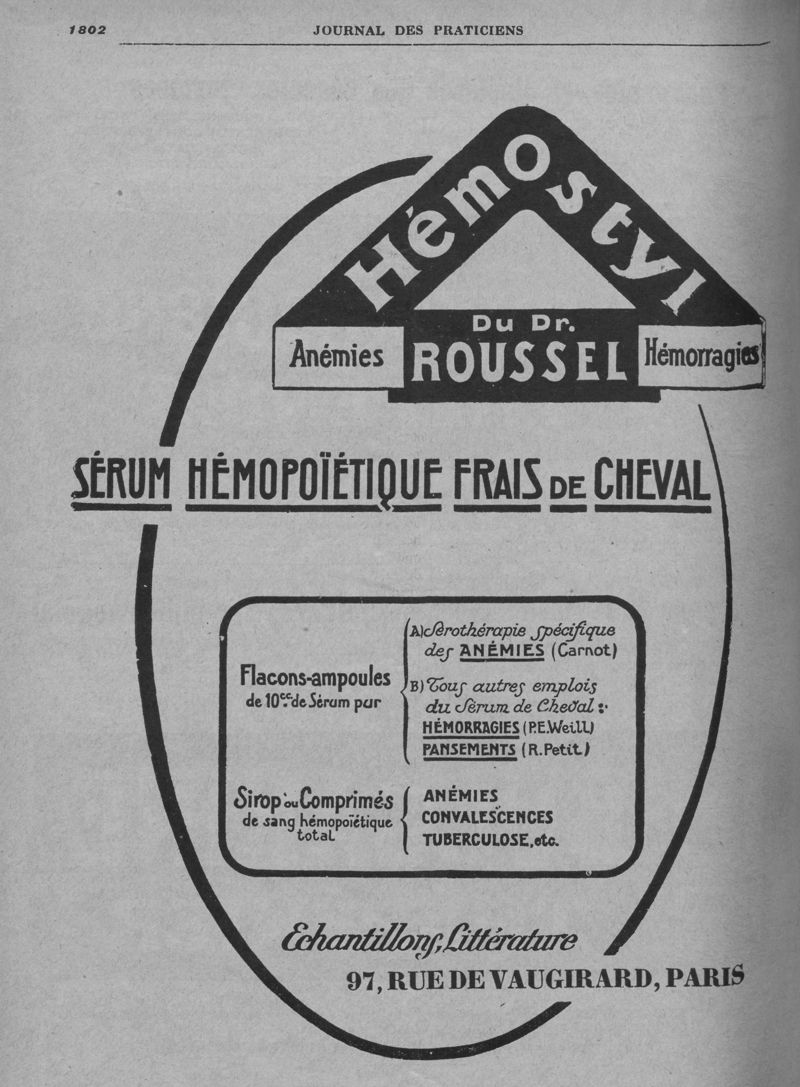 1802
JOURNAL DES PRATICIENS
Hémostyl
Du Dr.
Anémies
ROUSSEL
Hémorragies
SÉRUM HÉMOPOÏÉTIQUE FRAIS DE CHEVAL
Flacons-ampoules
de 10cc. de Sérum pur
A) Sérothérapie spécifique
des ANÉMIES (Carnot)
B) Tous autres emplois
du Sérum de Cheval :
HÉMORRAGIES (P.E.Weill)
PANSEMENTS (R.Petit)
Sirop ou Comprimés
de sang hémopoïétique
total
ANÉMIES
CONVALESCENCES
TUBERCULOSE, etc.
Echantillons, Littérature
97, RUE DE VAUGIRARD, PARIS